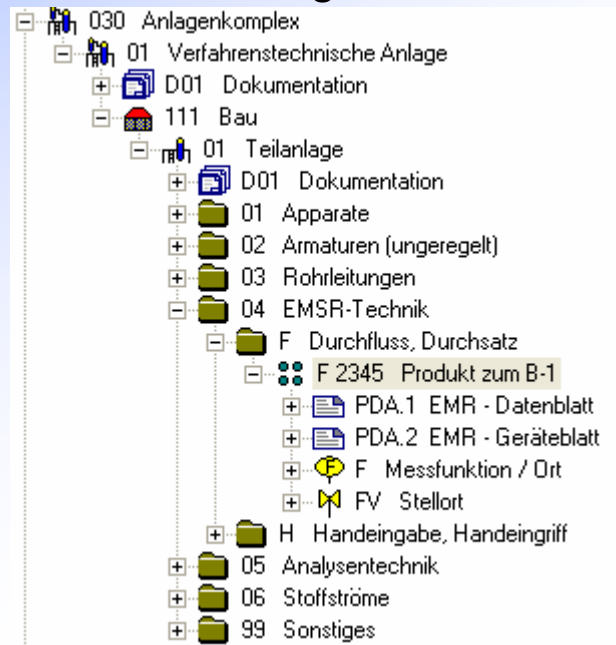 030 Anlagenkomplex
01 Verfahrenstechnische Anlage
D01 Dokumentation
111 Bau
01 Teilanlage
D01 Dokumentation
01 Apparate
02 Armaturen (ungeregelt)
03 Rohrleitungen
04 EMSR-Technik
F Durchfluss, Durchsatz
F 2345 Produkt zum B-1
PDA.1 EMR - Datenblatt
PDA.2 EMR - Geräteblatt
F F Messfunktion / Ort
FV Stellort
H Handeingabe, Handeingriff
05 Analysentechnik
06 Stoffströme
99 Sonstiges